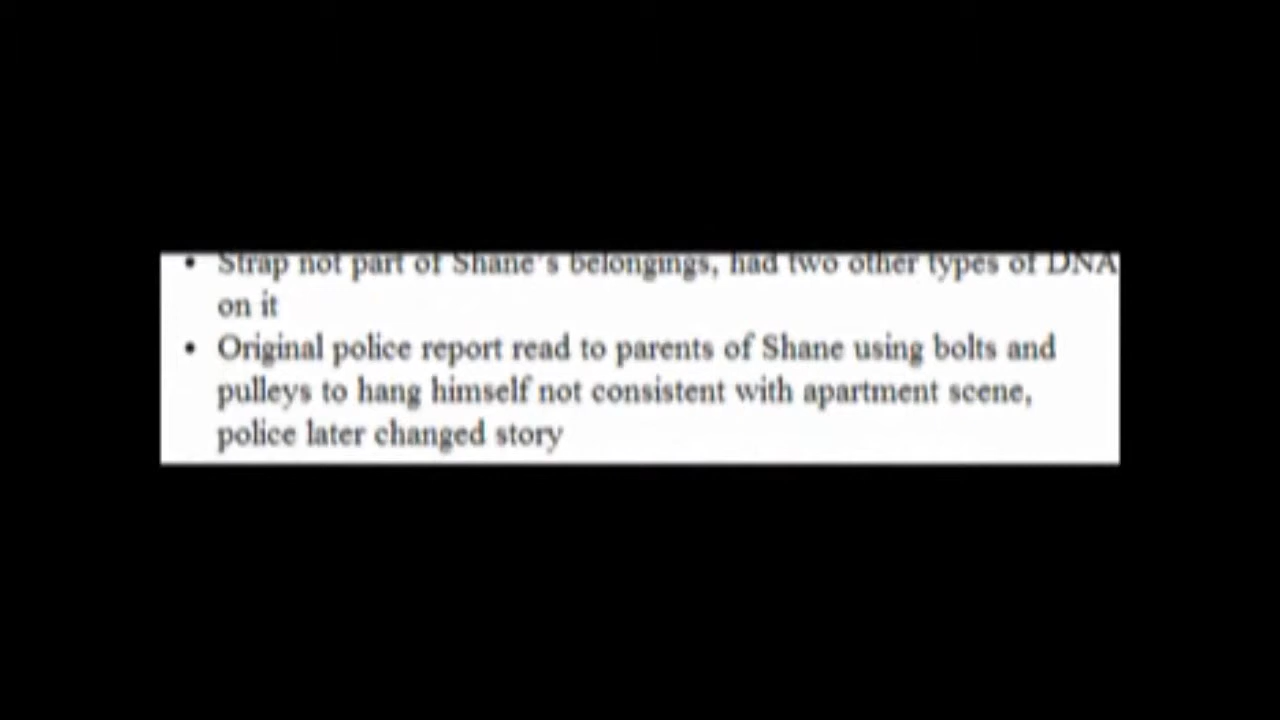 • Strap not part of Shane's belongings, had two other types of DNA
on it
• Original police report read to parents of Shane using bolts and
pulleys to hang himself not consistent with apartment scene,
police later changed story